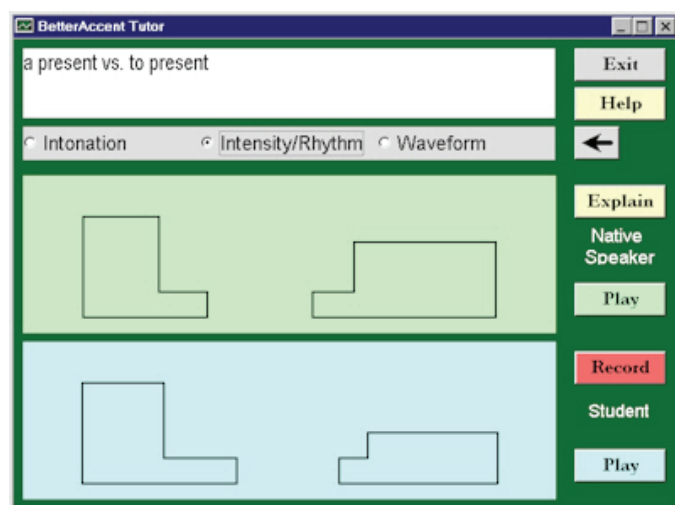 BetterAccent Tutor
a present vs. to present
Exit
Help
Intonation
Intensity/Rhythm
Waveform
Explain
Native
Speaker
Play
Record
Student
Play